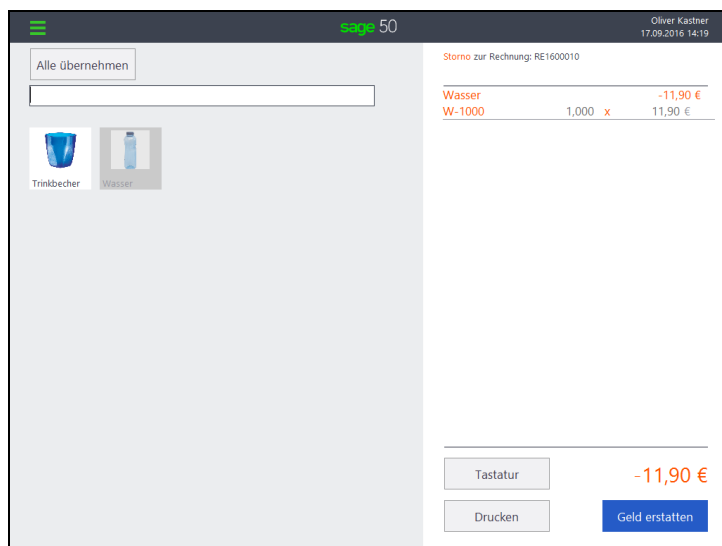 sage 50
Oliver Kastner
17.09.2016 14:19
Alle übernehmen
Trinkbecher
Wasser
Storno zur Rechnung: RE1600010
Wasser -11,90 €
W-1000 1,000 x 11,90 €
Tastatur -11,90 €
Drucken Geld erstatten